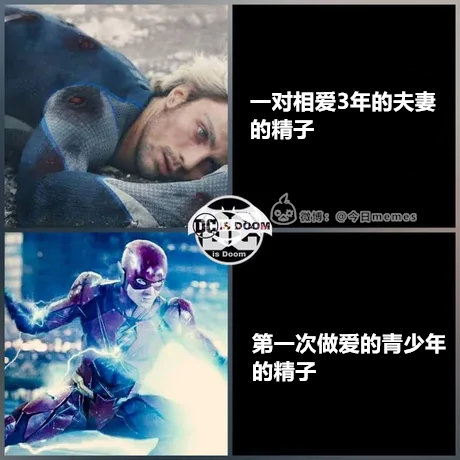 一对相爱3年的夫妻
的精子
微博：@今日memes
DC IS DOOM
is Doom
第一次做爱的青少年
的精子